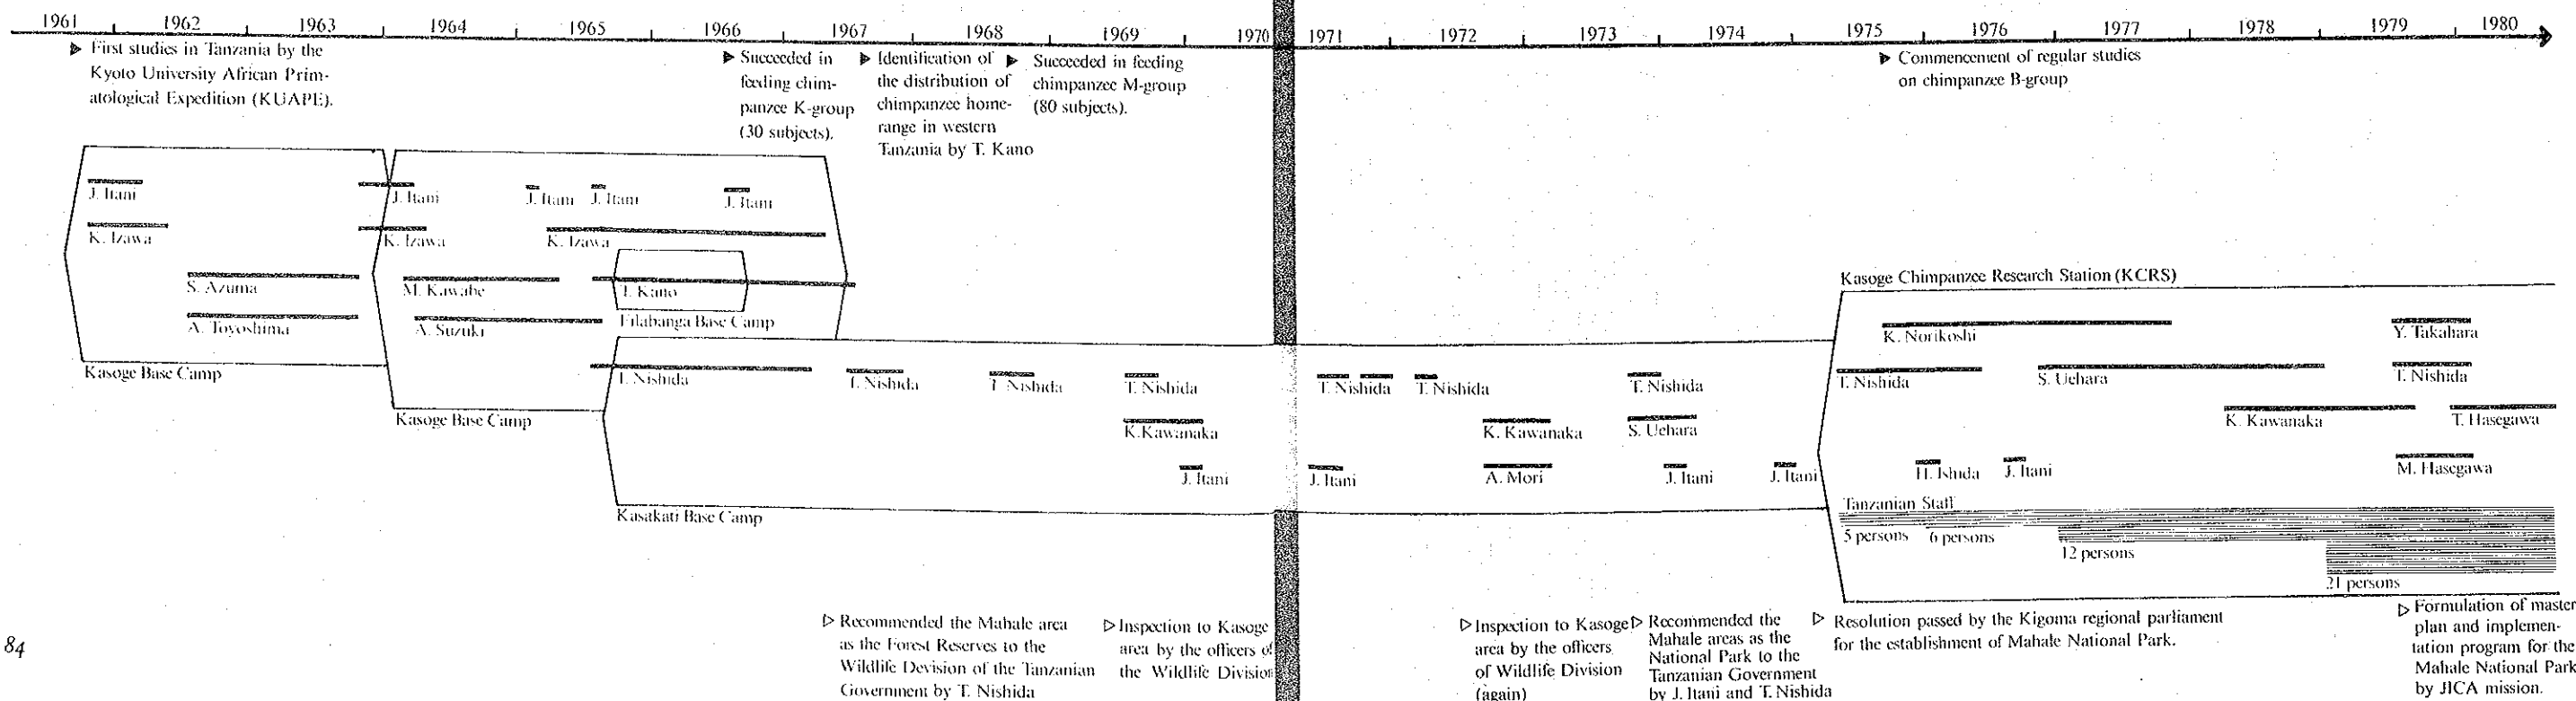 1961 1962 1963 1964 1965 1966 1967 1968 1969 1970 1971 1972 1973 1974 1975 1976 1977 1978 1979 1980
First studies in Tanzania by the
Kyoto University African Prim-
atological Expedition (KUAPE).
Succeeded in
feeding chim-
panzee K-group
(30 subjects).
Identification of
the distribution of
chimpanzee home-
range in western
Tanzania by T. Kano
Succeeded in feeding
chimpanzee M-group
(80 subjects).
Commencement of regular studies
on chimpanzee B-group
J. Itani J. Itani J. Itani J. Itani J. Itani
K. Izawa K. Izawa K. Izawa
S. Azuma M. Kawabe T. Kano
A. Toyoshima A. Suzuki Filabanga Base Camp
Kasoge Base Camp
Kasoge Base Camp
T. Nishida T. Nishida T. Nishida T. Nishida T. Nishida T. Nishida T. Nishida
K.Kawanaka K. Kawanaka S. Uehara
J. Itani J. Itani A. Mori J. Itani J. Itani
Kasakati Base Camp
Kasoge Chimpanzee Research Station (KCRS)
K. Norikoshi Y. Takahara
T. Nishida S. Uehara T. Nishida
K. Kawanaka T. Hasegawa
H. Ishida J. Itani M. Hasegawa
Tanzanian Staff
5 persons 6 persons
12 persons
21 persons
Recommended the Mahale area
as the Forest Reserves to the
Wildlife Devision of the Tanzanian
Government by T. Nishida
Inspection to Kasoge
area by the officers of
the Wildlife Division
Inspection to Kasoge
area by the officers
of Wildlife Division
(again)
Recommended the
Mahale areas as the
National Park to the
Tanzanian Government
by J. Itani and T. Nishida
Resolution passed by the Kigoma regional parliament
for the establishment of Mahale National Park.
Formulation of master
plan and implemen-
tation program for the
Mahale National Park
by JICA mission.
84